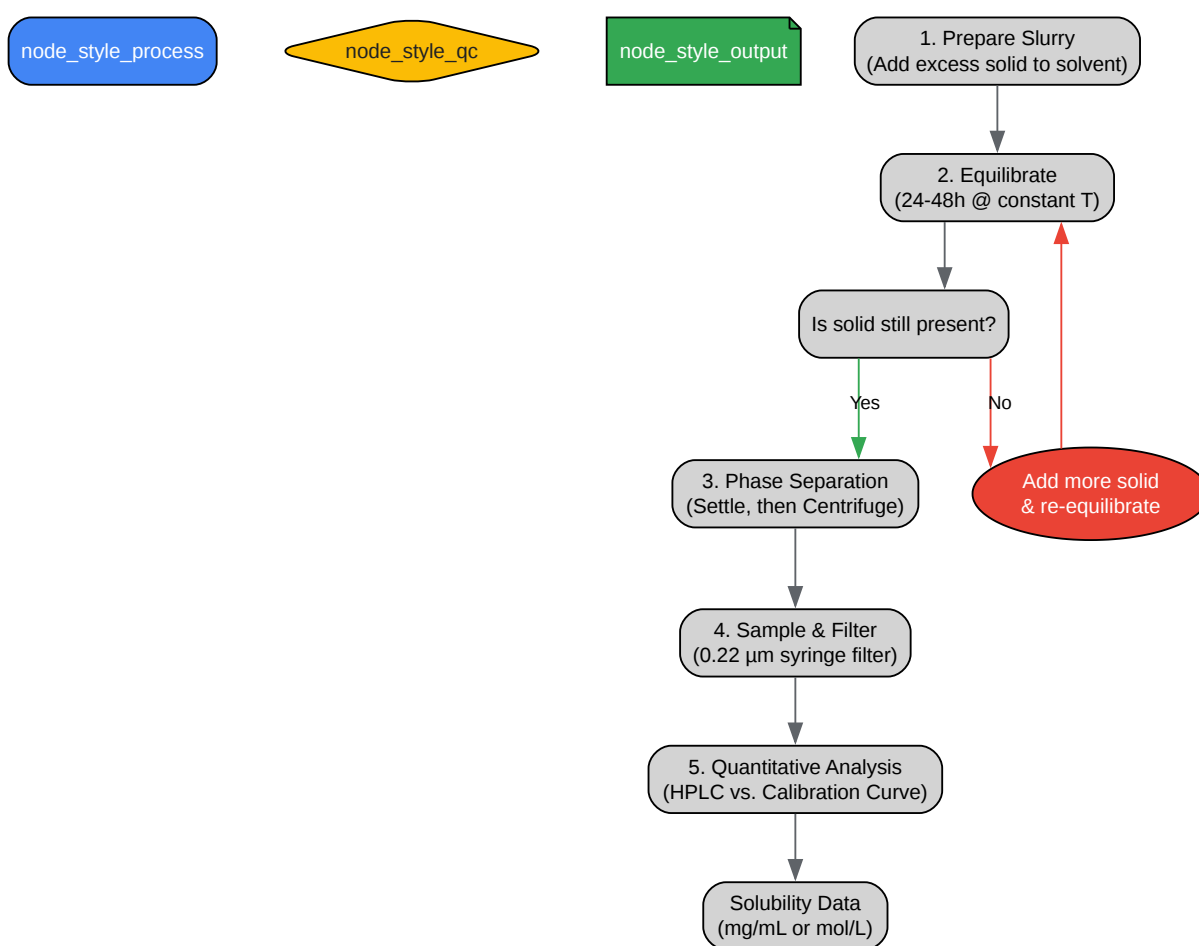 node_style_process
node_style_qc
node_style_output
1. Prepare Slurry
(Add excess solid to solvent)
2. Equilibrate
(24-48h @ constant T)
Is solid still present?
Yes
No
3. Phase Separation
(Settle, then Centrifuge)
Add more solid
& re-equilibrate
4. Sample & Filter
(0.22 µm syringe filter)
5. Quantitative Analysis
(HPLC vs. Calibration Curve)
Solubility Data
(mg/mL or mol/L)